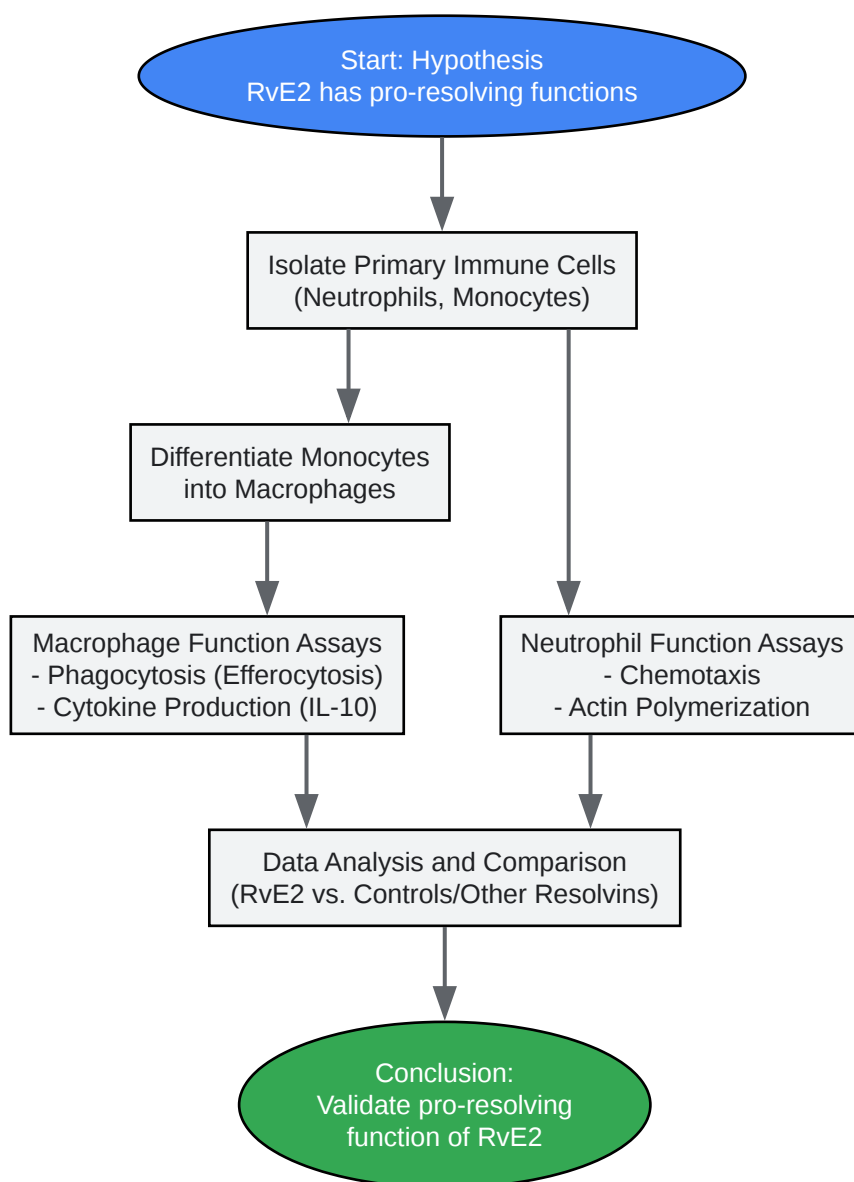 Start: Hypothesis
RvE2 has pro-resolving functions
Isolate Primary Immune Cells
(Neutrophils, Monocytes)
Differentiate Monocytes
into Macrophages
Macrophage Function Assays
- Phagocytosis (Efferocytosis)
- Cytokine Production (IL-10)
Neutrophil Function Assays
- Chemotaxis
- Actin Polymerization
Data Analysis and Comparison
(RvE2 vs. Controls/Other Resolvins)
Conclusion:
Validate pro-resolving
function of RvE2